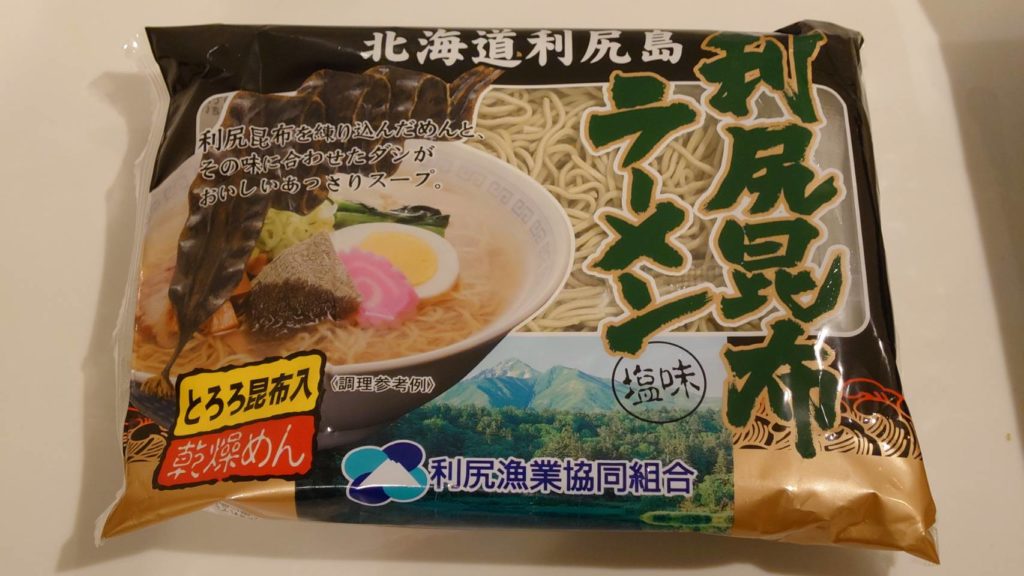 北海道利尻島
利尻昆布
ラーメン
塩味
利尻昆布を練り込んだめんと、
その味に合わせたダシが
おいしいあっさりスープ。
とろろ昆布入
乾燥めん
〈調理参考例〉
利尻漁業協同組合